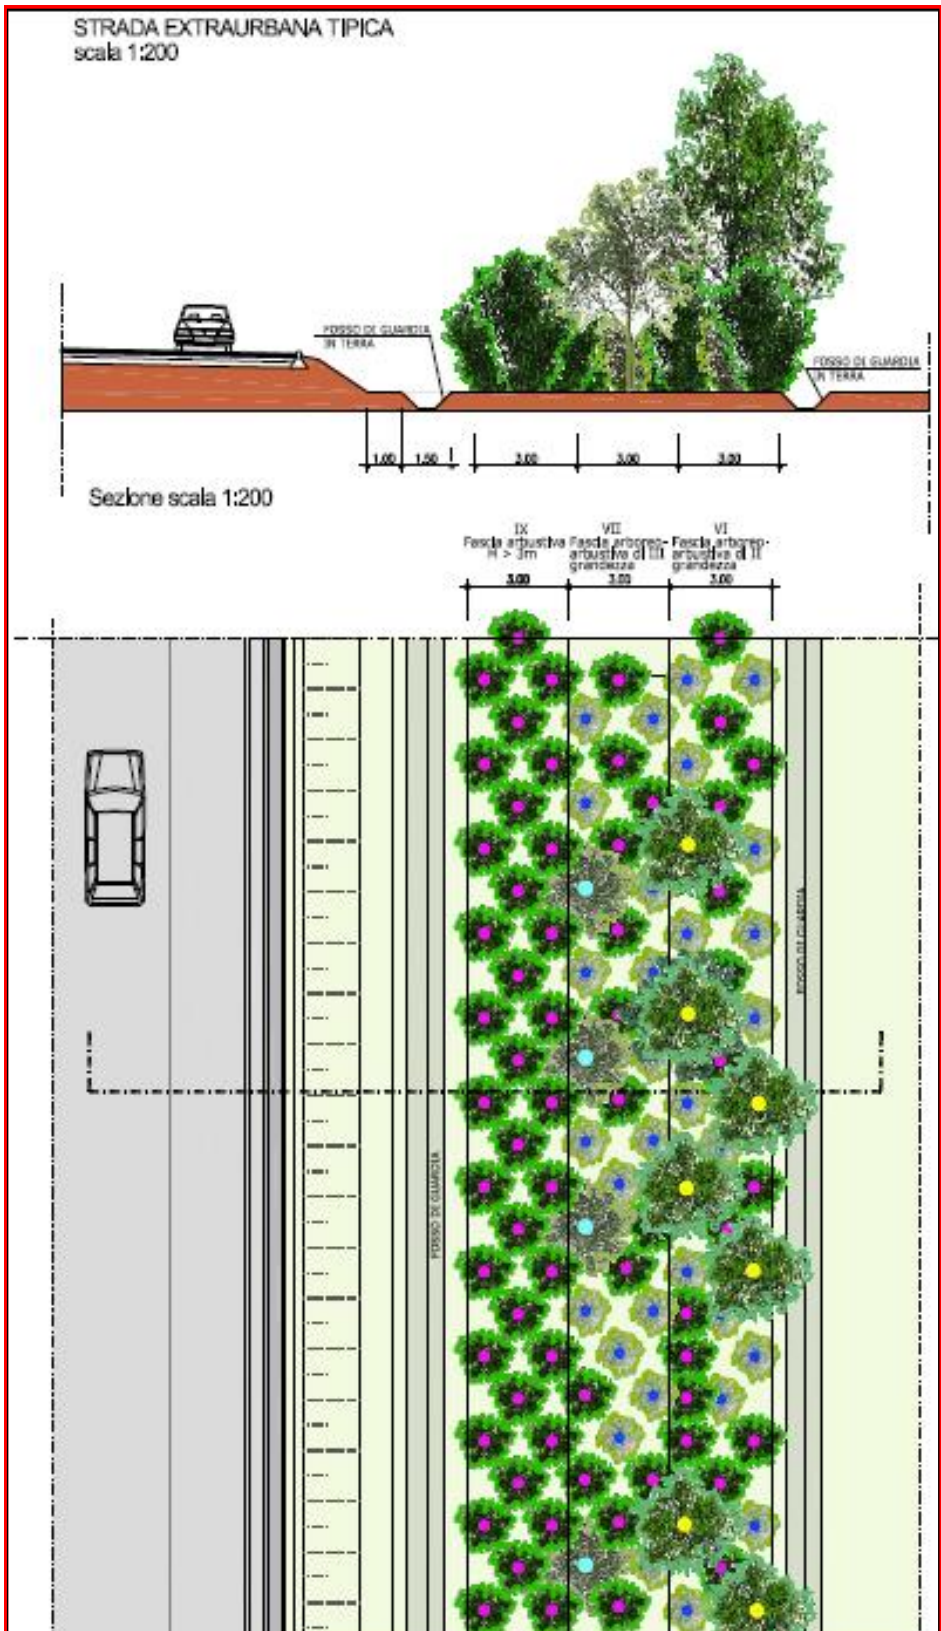 STRADA EXTRAURBANA TIPICA
scala 1:200
FOSSO DI GUARDIA
IN TERRA
FOSSO DI GUARDIA
IN TERRA
1.00 1.50 3.00 3.00 3.00
Sezione scala 1:200
IX
Fascia arbustiva
H > 3m
VII
Fascia arboreo-
arbustiva di III
grandezza
VI
Fascia arboreo-
arbustiva di II
grandezza
3.00 3.00 3.00
FOSSO DI GUARDIA
FOSSO DI GUARDIA